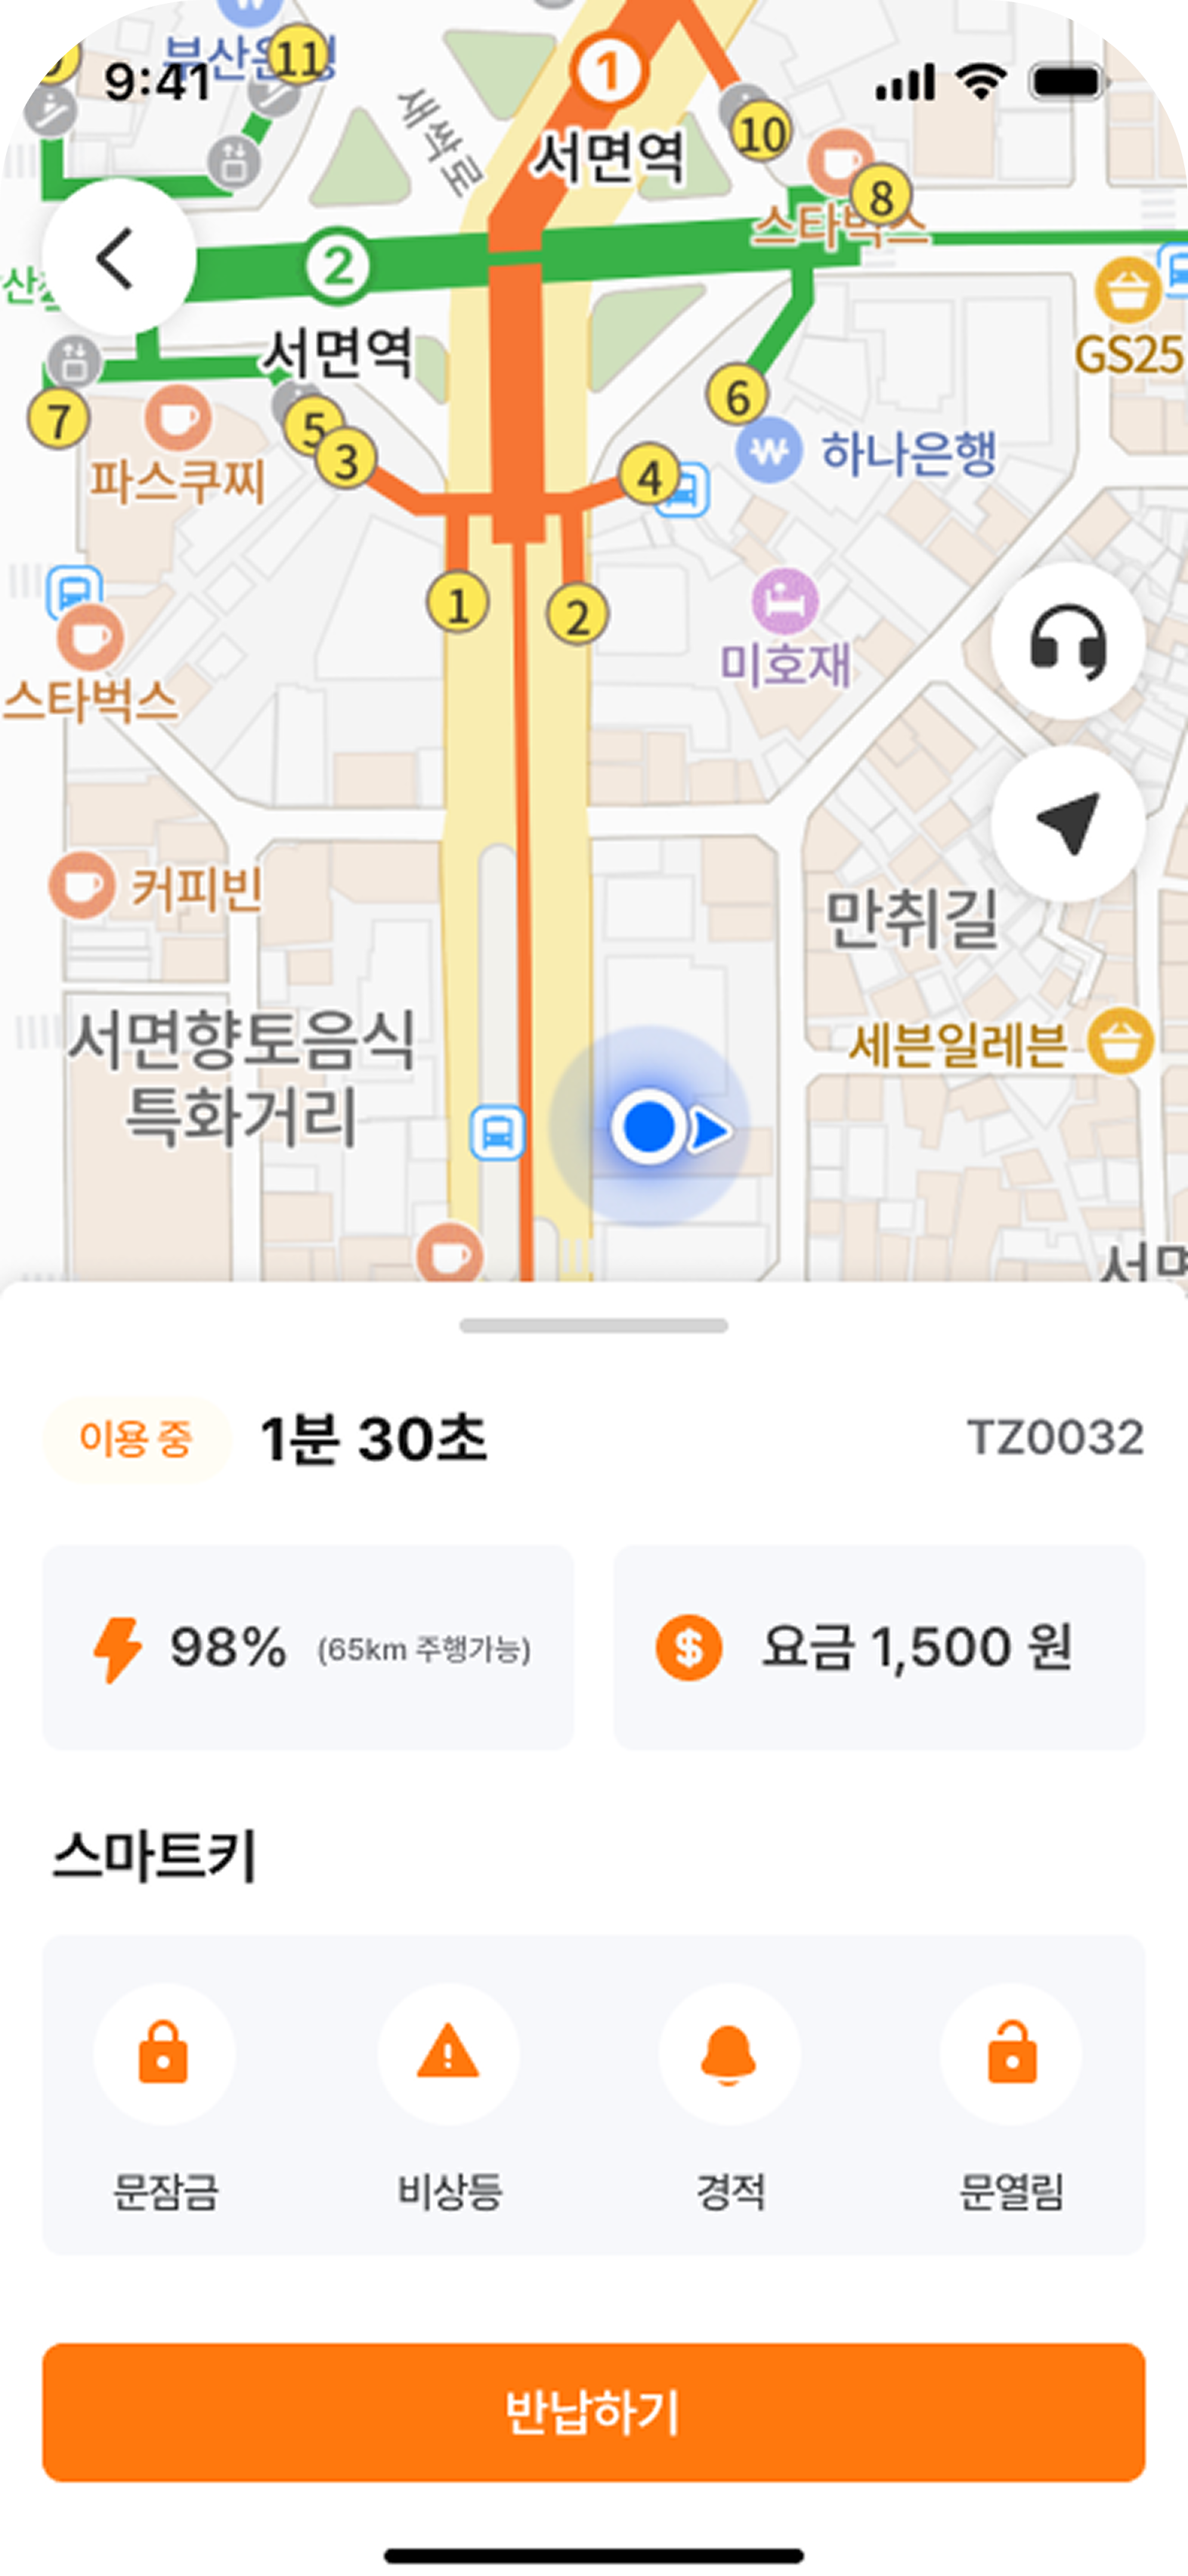 부산은행
11
9:41
1
서면역
새싹로
10
8
스타벅스
2
서면역
GS25
7
파스쿠찌
5
3
6
하나은행
4
1
2
미호재
스타벅스
커피빈
만취길
서면향토음식
특화거리
세븐일레븐
이용 중
1분 30초
TZ0032
98%
(65km 주행가능)
요금 1,500 원
스마트키
문잠금
비상등
경적
문열림
반납하기